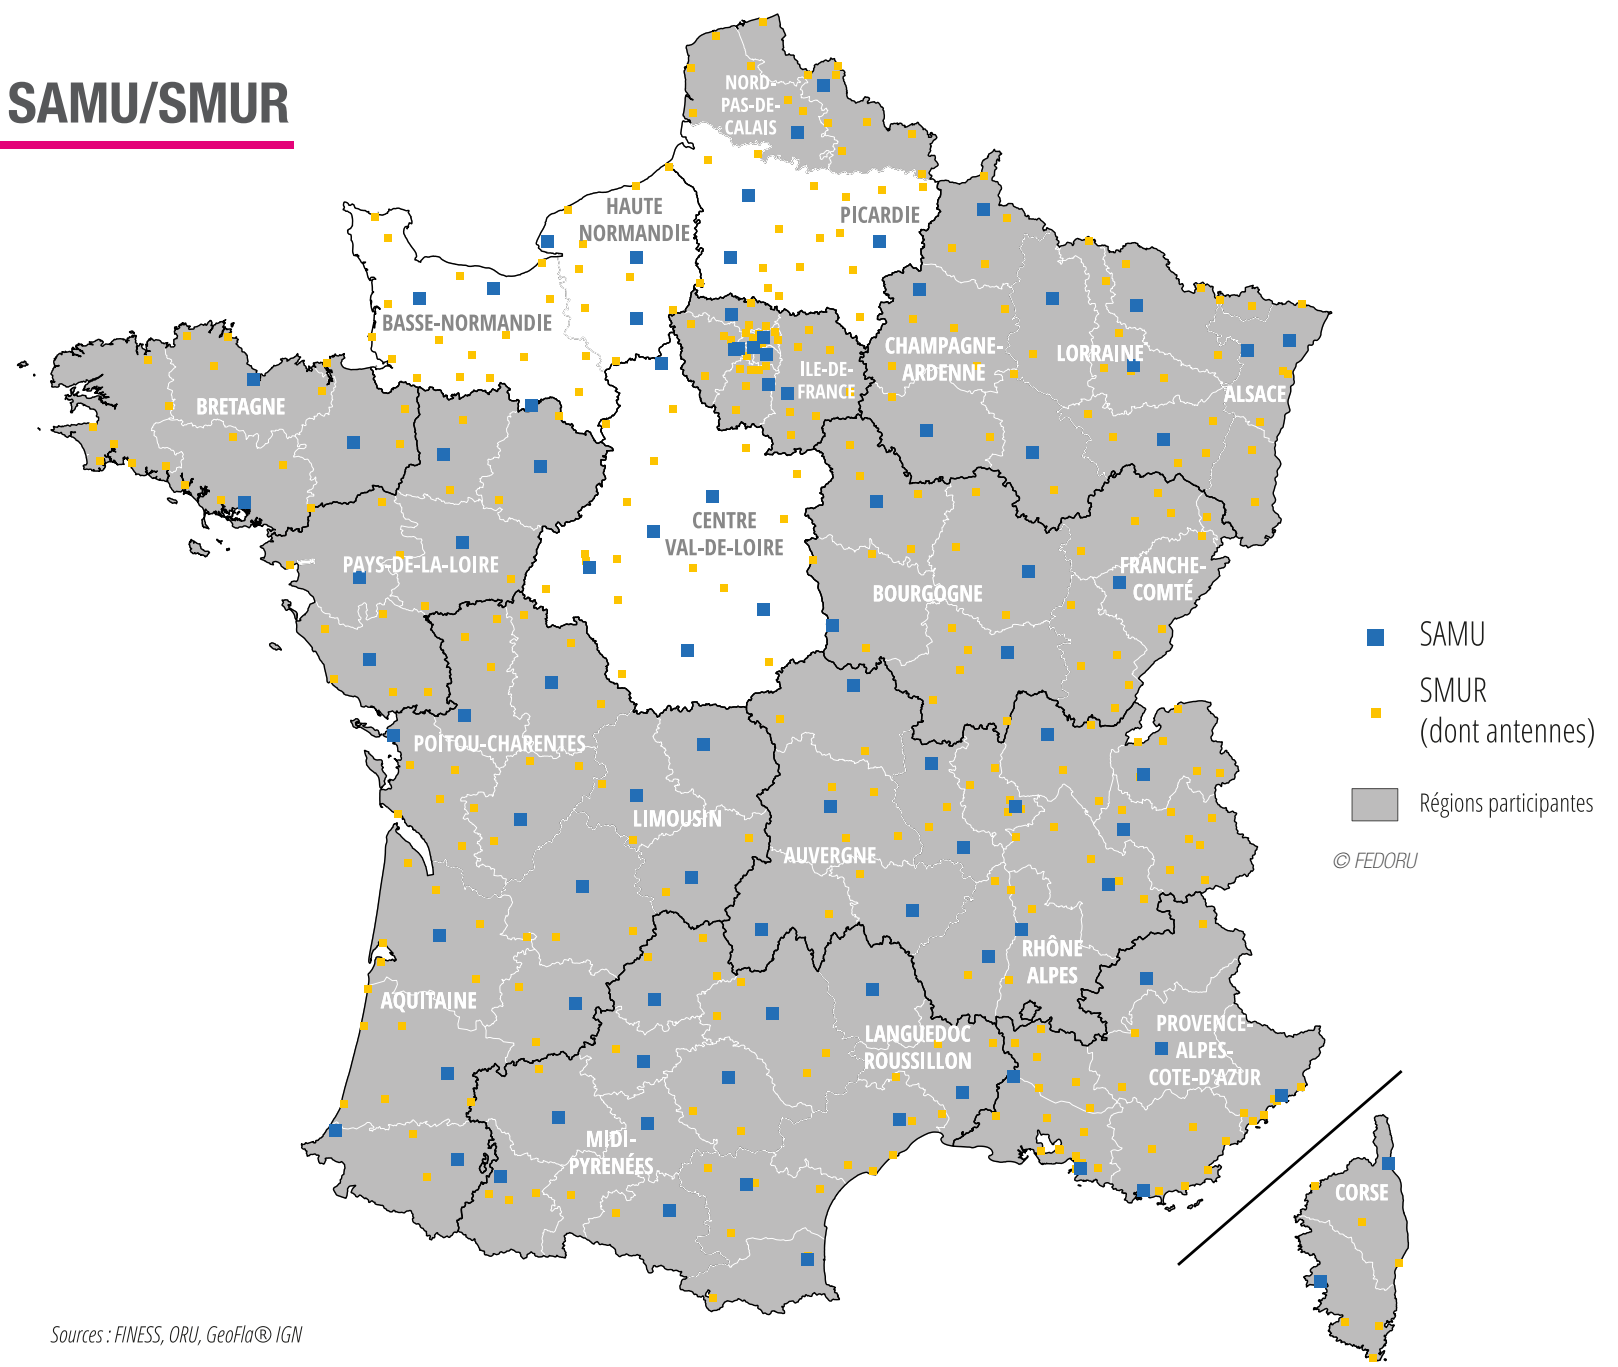 SAMU/SMUR
NORD-
PAS-DE-
CALAIS
HAUTE
NORMANDIE
PICARDIE
BASSE-NORMANDIE
CHAMPAGNE-
ARDENNE
LORRAINE
ILE-DE-
FRANCE
ALSACE
BRETAGNE
CENTRE
VAL-DE-LOIRE
PAYS-DE-LA-LOIRE
BOURGOGNE
FRANCHE-
COMTÉ
SAMU
SMUR
(dont antennes)
Régions participantes
© FEDORU
POITOU-CHARENTES
LIMOUSIN
AUVERGNE
RHÔNE
ALPES
AQUITAINE
LANGUEDOC
ROUSSILLON
PROVENCE-
ALPES-
COTE-D'AZUR
MIDI-
PYRENÉES
CORSE
Sources : FINESS, ORU, GeoFla® IGN